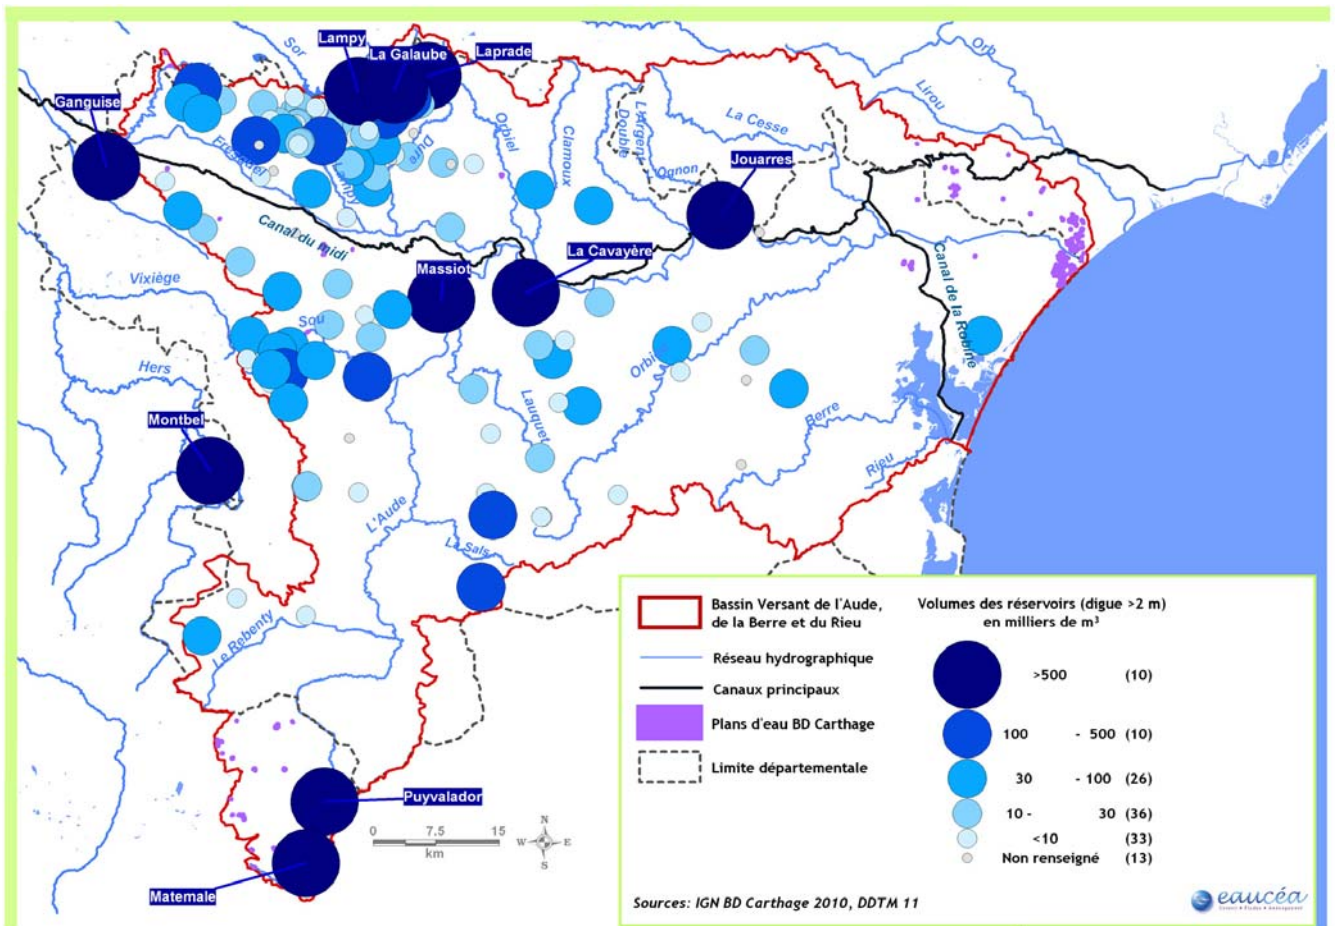 Sor
Orb
Lampy
La Galaube
Laprade
Lirou
Ganguise
Orbiel
Clamoux
L'Argent
Double
La Cesse
Dure
Fresquel
Lampy
L'Ognon
Jouarres
Canal du midi
La Cavayère
Massiot
Vixiège
Canal de la Robine
Sou
Hers
Orbieu
Lauquet
Montbel
Berre
Rieu
L'Aude
La Sals
Le Rebenty
Puyvalador
Matemale
0 7.5 15
km
N
W E
S
Bassin Versant de l'Aude,
de la Berre et du Rieu
Réseau hydrographique
Canaux principaux
Plans d'eau BD Carthage
Limite départementale
Volumes des réservoirs (digue >2 m)
en milliers de m³
>500 (10)
100 - 500 (10)
30 - 100 (26)
10 - 30 (36)
<10 (33)
Non renseigné (13)
Sources: IGN BD Carthage 2010, DDTM 11
eaucéa